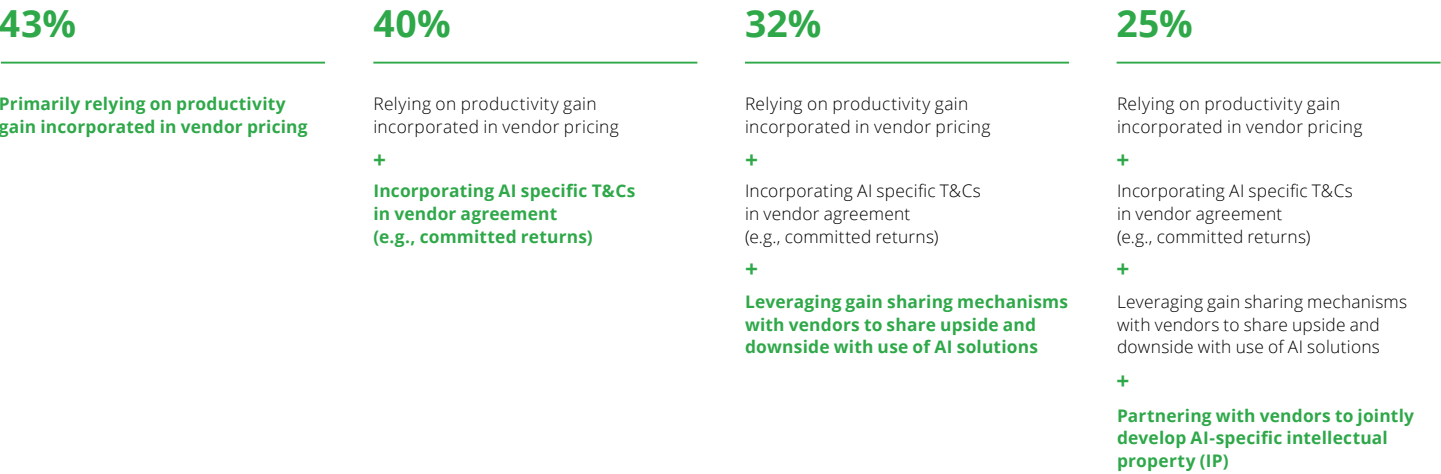 43%
Primarily relying on productivity
gain incorporated in vendor pricing
40%
Relying on productivity gain
incorporated in vendor pricing
+
Incorporating AI specific T&Cs
in vendor agreement
(e.g., committed returns)
32%
Relying on productivity gain
incorporated in vendor pricing
+
Incorporating AI specific T&Cs
in vendor agreement
(e.g., committed returns)
+
Leveraging gain sharing mechanisms
with vendors to share upside and
downside with use of AI solutions
25%
Relying on productivity gain
incorporated in vendor pricing
+
Incorporating AI specific T&Cs
in vendor agreement
(e.g., committed returns)
+
Leveraging gain sharing mechanisms
with vendors to share upside and
downside with use of AI solutions
+
Partnering with vendors to jointly
develop AI-specific intellectual
property (IP)